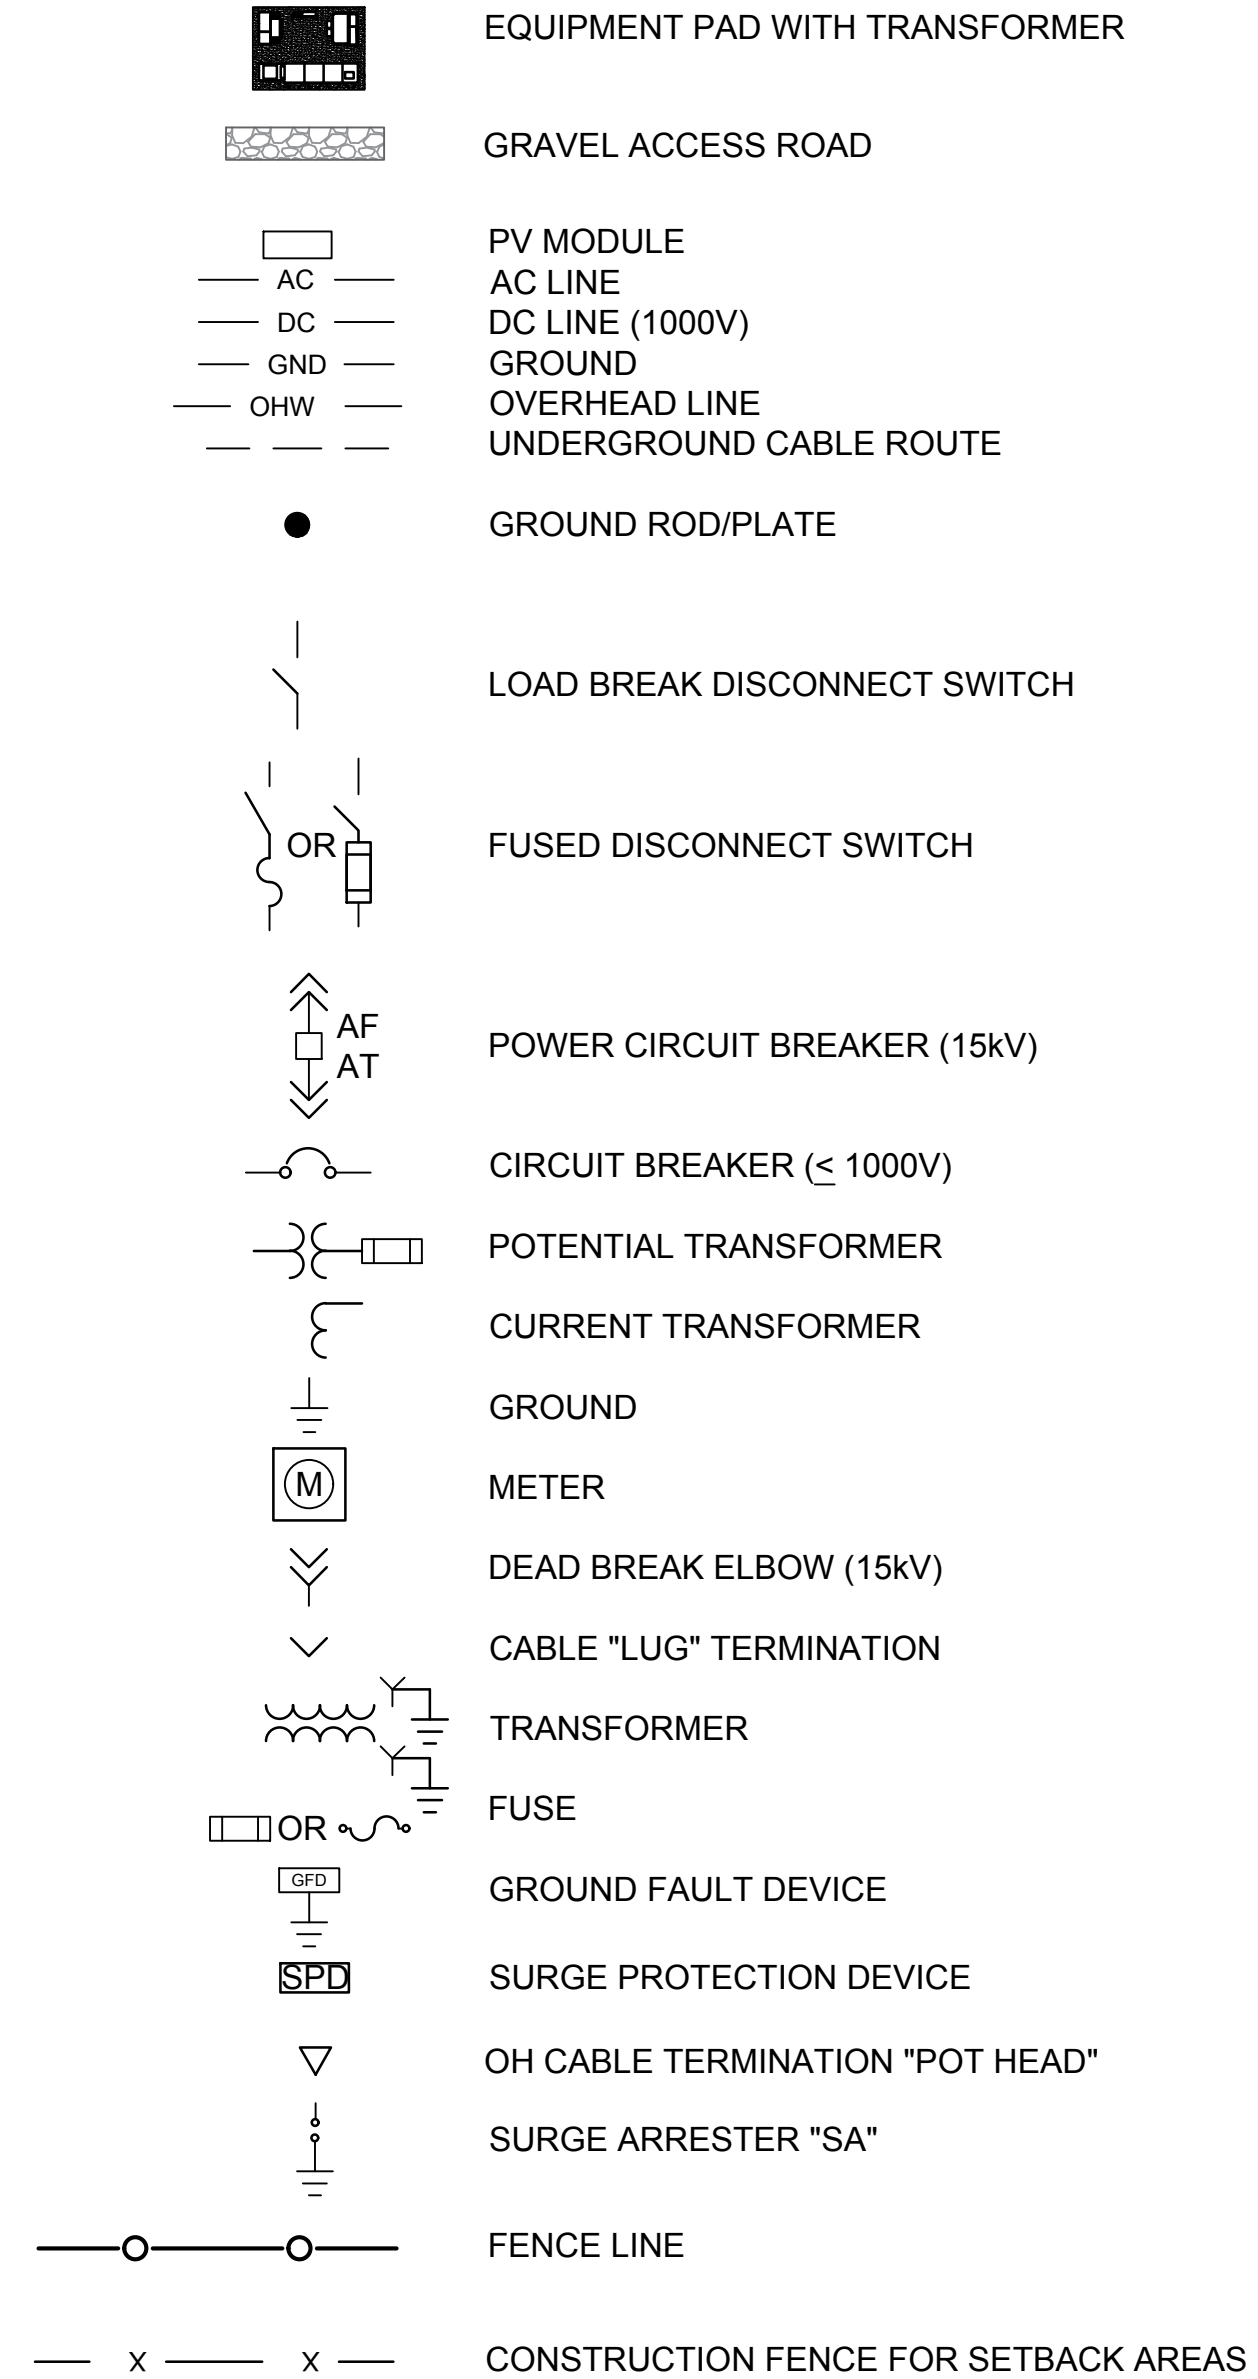 EQUIPMENT PAD WITH TRANSFORMER
GRAVEL ACCESS ROAD
PV MODULE
AC AC LINE
DC DC LINE (1000V)
GND GROUND
OHW OVERHEAD LINE
UNDERGROUND CABLE ROUTE
GROUND ROD/PLATE
LOAD BREAK DISCONNECT SWITCH
OR FUSED DISCONNECT SWITCH
AF
AT
POWER CIRCUIT BREAKER (15kV)
CIRCUIT BREAKER (≤ 1000V)
POTENTIAL TRANSFORMER
CURRENT TRANSFORMER
GROUND
M METER
DEAD BREAK ELBOW (15kV)
CABLE "LUG" TERMINATION
TRANSFORMER
FUSE
OR
GFD GROUND FAULT DEVICE
SPD SURGE PROTECTION DEVICE
OH CABLE TERMINATION "POT HEAD"
SURGE ARRESTER "SA"
FENCE LINE
X X CONSTRUCTION FENCE FOR SETBACK AREAS